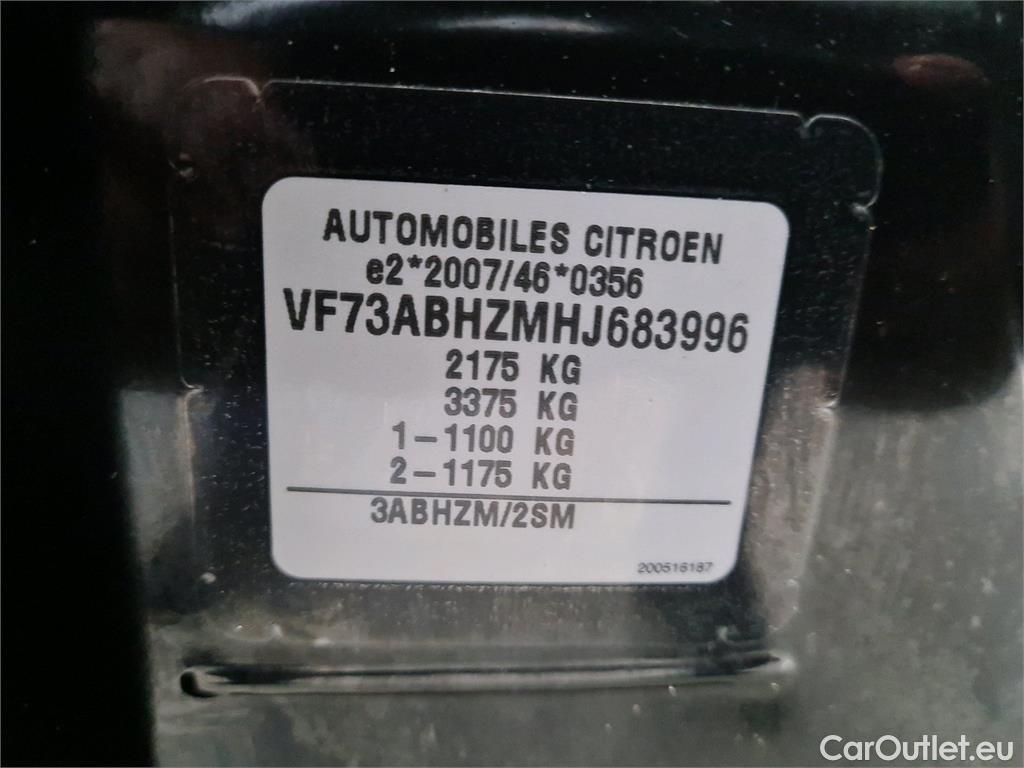 AUTOMOBILES CITROEN
e2*2007/46*0356
VF73ABHZMHJ683996
2175 KG
3375 KG
1-1100 KG
2-1175 KG
3ABHZM/2SM
200516187
CarOutlet.eu